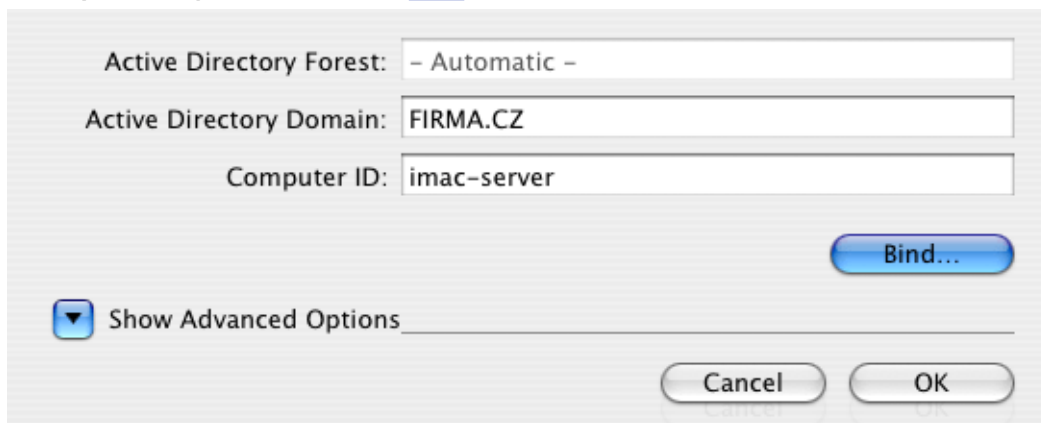 Active Directory Forest: – Automatic –
Active Directory Domain: FIRMA.CZ
Computer ID: imac-server
Bind...
Show Advanced Options
Cancel OK